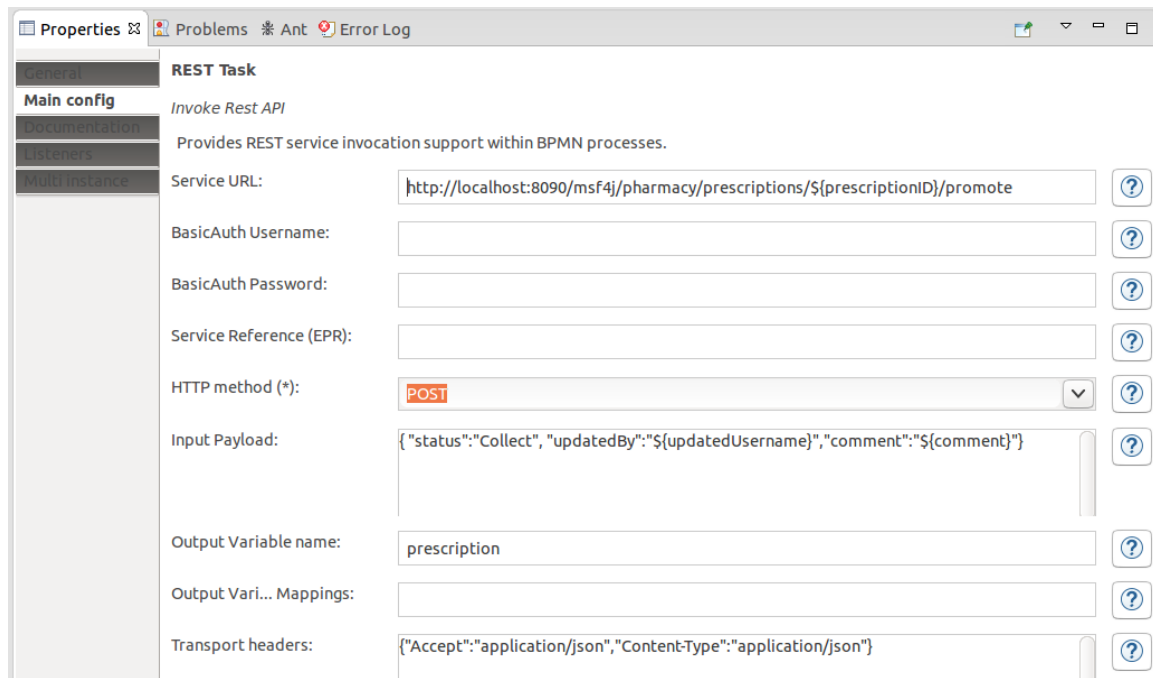 Properties Problems Ant Error Log
General
Main config
Documentation
Listeners
Multi instance
REST Task
Invoke Rest API
Provides REST service invocation support within BPMN processes.
Service URL: http://localhost:8090/msf4j/pharmacy/prescriptions/${prescriptionID}/promote
BasicAuth Username:
BasicAuth Password:
Service Reference (EPR):
HTTP method (*): POST
Input Payload: { "status":"Collect", "updatedBy":"${updatedUsername}","comment":"${comment}"}
Output Variable name: prescription
Output Vari... Mappings:
Transport headers: {"Accept":"application/json","Content-Type":"application/json"}